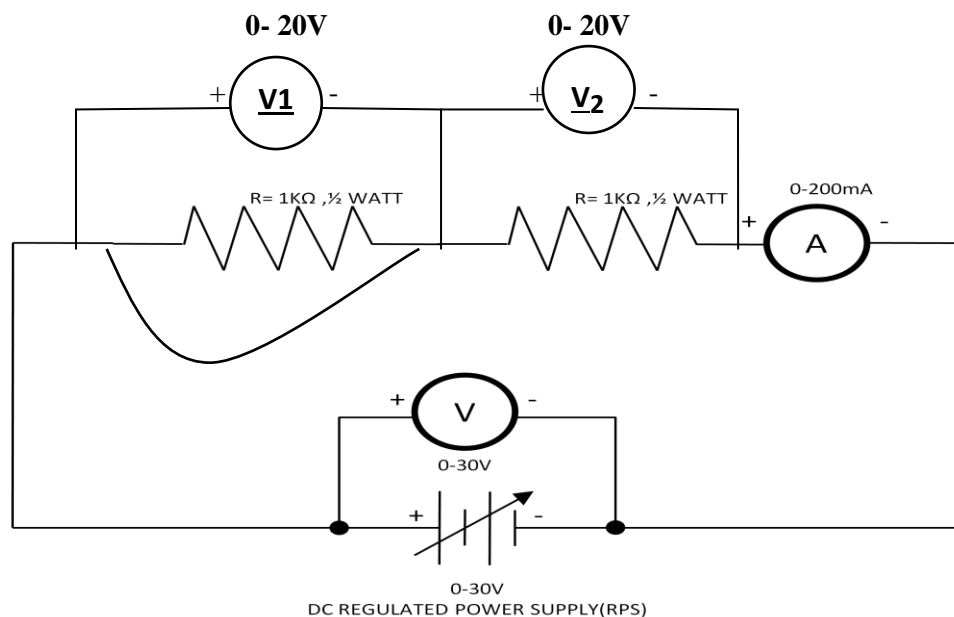 0- 20V 0- 20V
+ V1 - + V2 -
R= 1KΩ ,½ WATT R= 1KΩ ,½ WATT 0-200mA
+ A -
+ V -
0-30V
+ -
0-30V
DC REGULATED POWER SUPPLY(RPS)